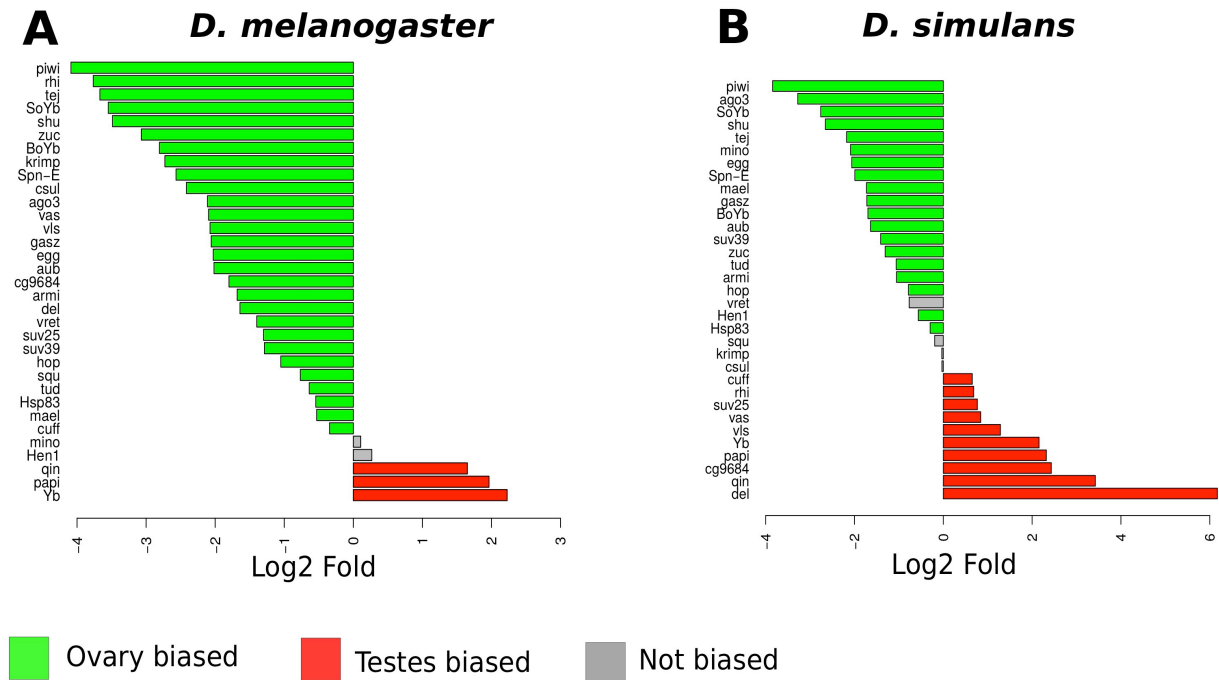 A
D. melanogaster
piwi
rhi
tej
SoYb
shu
zuc
BoYb
krimp
Spn−E
csul
ago3
vas
vls
gasz
egg
aub
cg9684
armi
del
vret
suv25
suv39
hop
squ
tud
Hsp83
mael
cuff
mino
Hen1
qin
papi
Yb
−4
−3
−2
−1
0
1
2
3
Log2 Fold
B
D. simulans
piwi
ago3
SoYb
shu
tej
mino
egg
Spn−E
mael
gasz
BoYb
aub
suv39
zuc
tud
armi
hop
vret
Hen1
Hsp83
squ
krimp
csul
cuff
rhi
suv25
vas
vls
Yb
papi
cg9684
qin
del
−4
−2
0
2
4
6
Log2 Fold
Ovary biased
Testes biased
Not biased